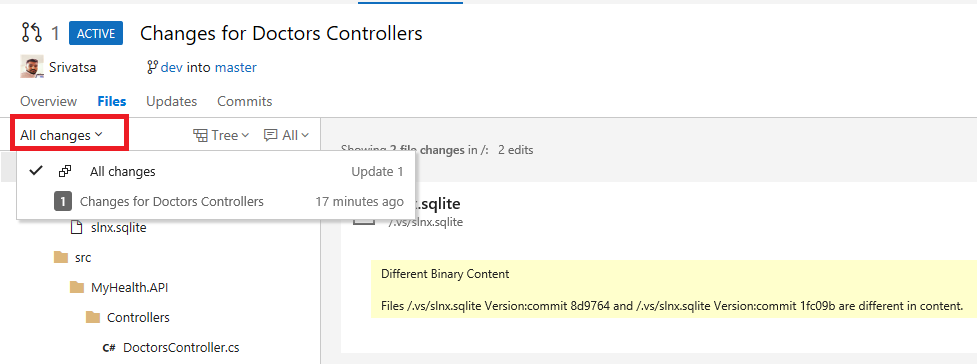 1 ACTIVE Changes for Doctors Controllers
Srivatsa dev into master
Overview Files Updates Commits
All changes Tree All
Showing 2 file changes in /: 2 edits
All changes Update 1
1 Changes for Doctors Controllers 17 minutes ago
.sqlite
/.vs/slnx.sqlite
slnx.sqlite
src
MyHealth.API
Controllers
C# DoctorsController.cs
Different Binary Content
Files /.vs/slnx.sqlite Version:commit 8d9764 and /.vs/slnx.sqlite Version:commit 1fc09b are different in content.